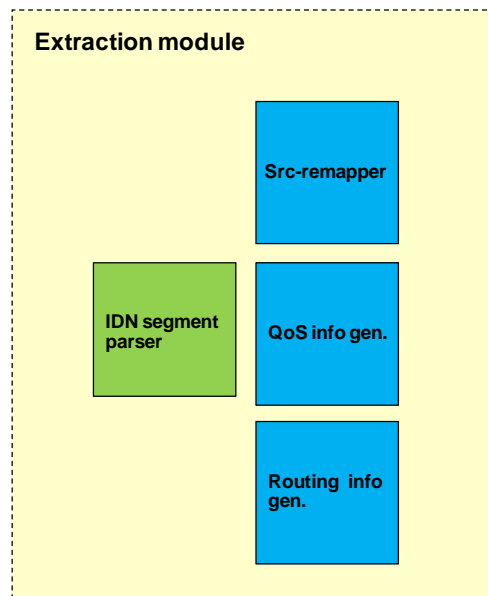 Extraction module
Src-remapper
IDN segment
parser
QoS info gen.
Routing info
gen.